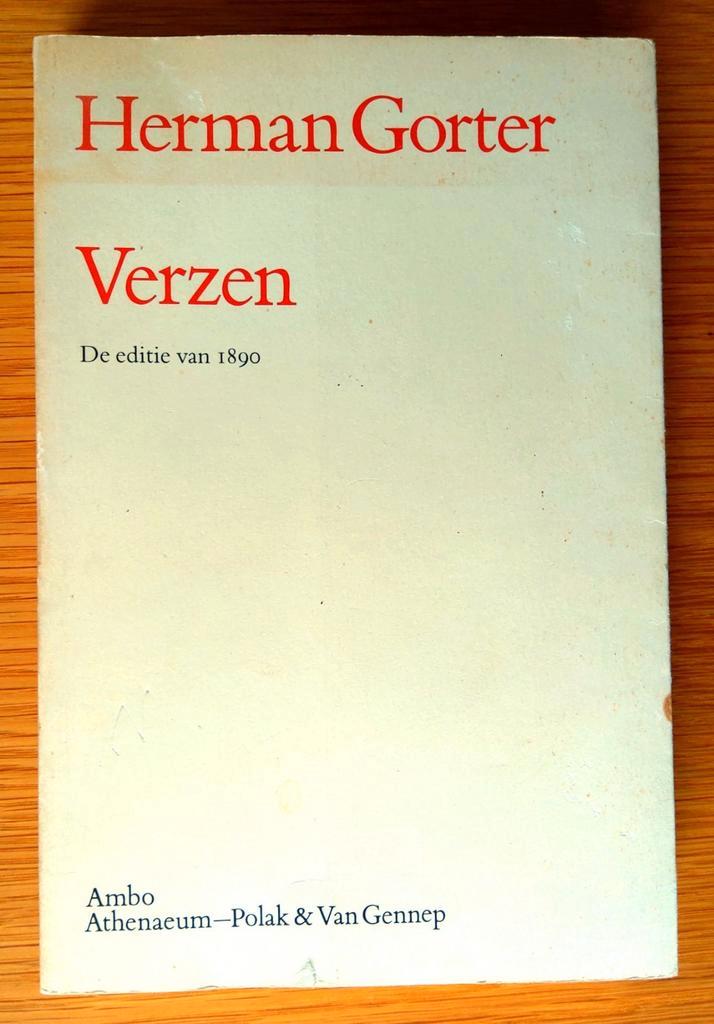 Herman Gorter
Verzen
De editie van 1890
Ambo
Athenaeum—Polak & Van Gennep